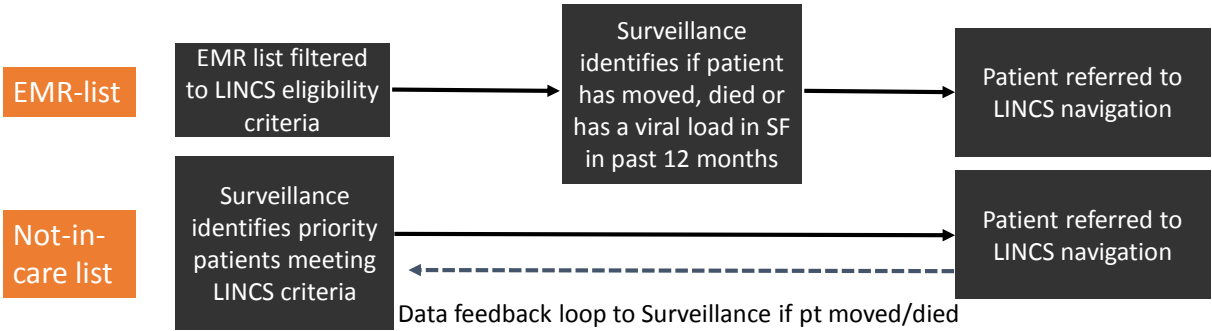 EMR-list
EMR list filtered
to LINCS eligibility
criteria
Surveillance
identifies if patient
has moved, died or
has a viral load in SF
in past 12 months
Patient referred to
LINCS navigation
Not-in-
care list
Surveillance
identifies priority
patients meeting
LINCS criteria
Patient referred to
LINCS navigation
Data feedback loop to Surveillance if pt moved/died